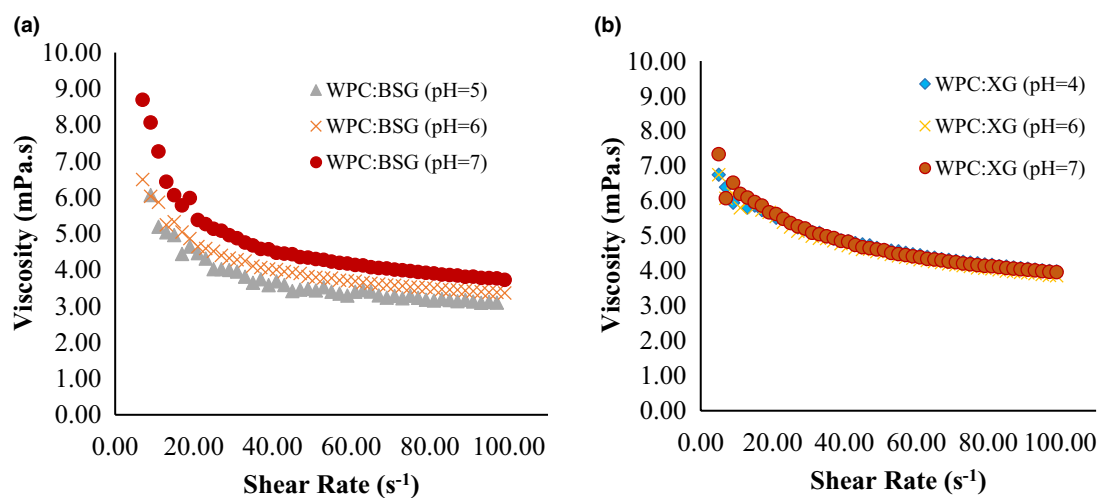 (a)
10.00
9.00
8.00
7.00
6.00
5.00
4.00
3.00
2.00
1.00
0.00
Viscosity (mPa.s)
WPC:BSG (pH=5)
WPC:BSG (pH=6)
WPC:BSG (pH=7)
0.00 20.00 40.00 60.00 80.00 100.00
Shear Rate (s⁻¹)
(b)
10.00
9.00
8.00
7.00
6.00
5.00
4.00
3.00
2.00
1.00
0.00
Viscosity (mPa.s)
WPC:XG (pH=4)
WPC:XG (pH=6)
WPC:XG (pH=7)
0.00 20.00 40.00 60.00 80.00 100.00
Shear Rate (s⁻¹)